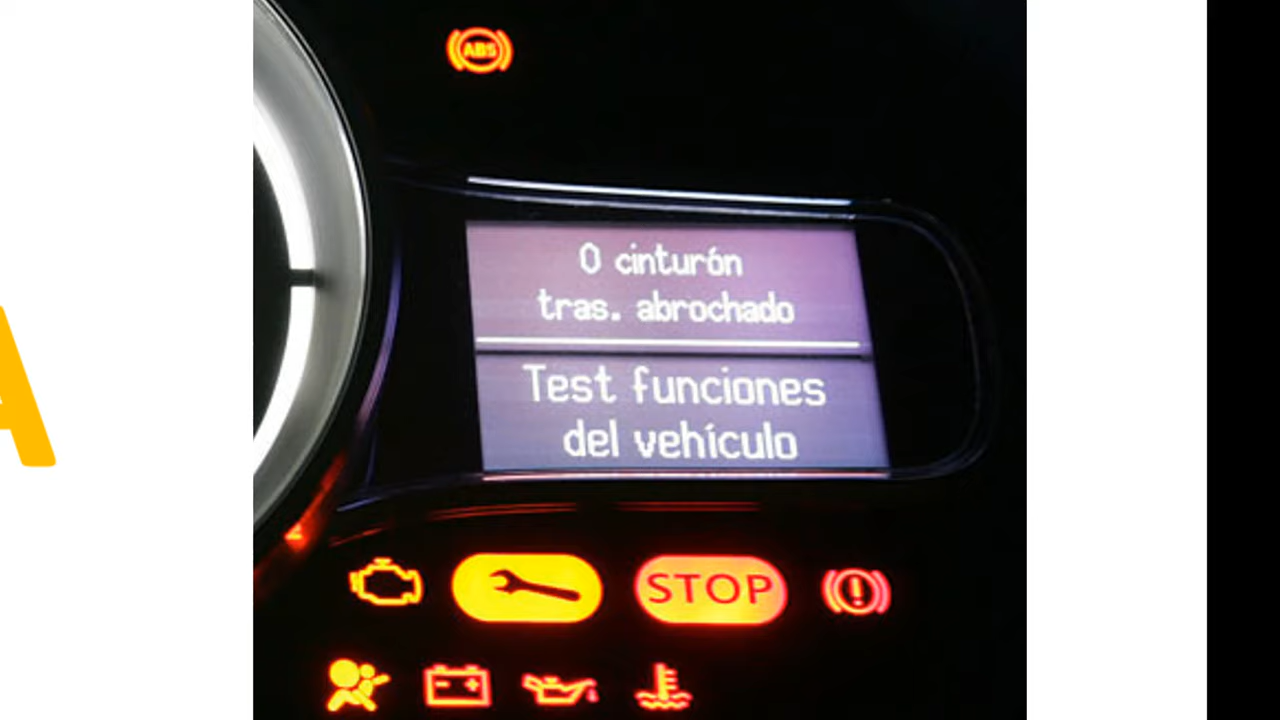 A
ABS
0 cinturón
tras. abrochado
Test funciones
del vehículo
STOP